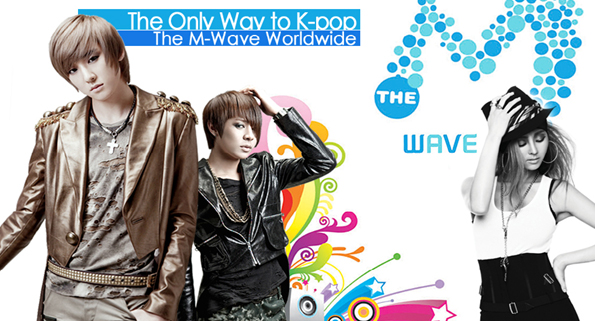 The Only Way to K-pop
The M-Wave Worldwide
M
THE
WAVE